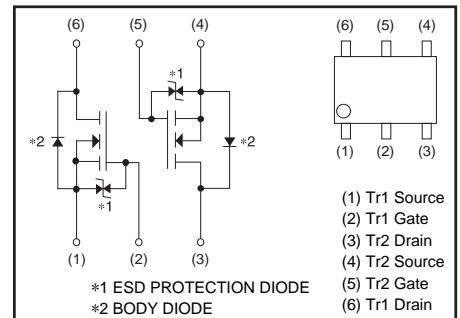 (6) (5) (4)
(6) (5) (4)
∗1
∗2
∗2
∗1
(1) (2) (3)
(1) (2) (3)
(1) Tr1 Source
(2) Tr1 Gate
(3) Tr2 Drain
(4) Tr2 Source
(5) Tr2 Gate
(6) Tr1 Drain
∗1 ESD PROTECTION DIODE
∗2 BODY DIODE